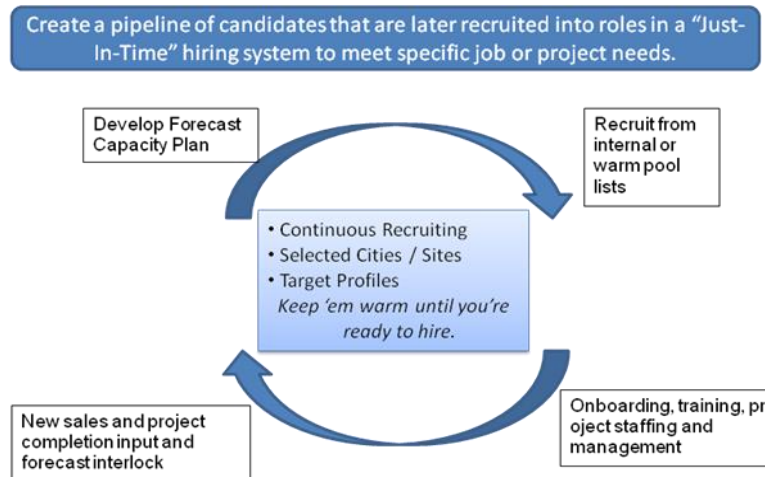 Create a pipeline of candidates that are later recruited into roles in a “Just-
In-Time” hiring system to meet specific job or project needs.
Develop Forecast
Capacity Plan
Recruit from
internal or
warm pool
lists
• Continuous Recruiting
• Selected Cities / Sites
• Target Profiles
Keep ‘em warm until you’re
ready to hire.
New sales and project
completion input and
forecast interlock
Onboarding, training, pr
oject staffing and
management